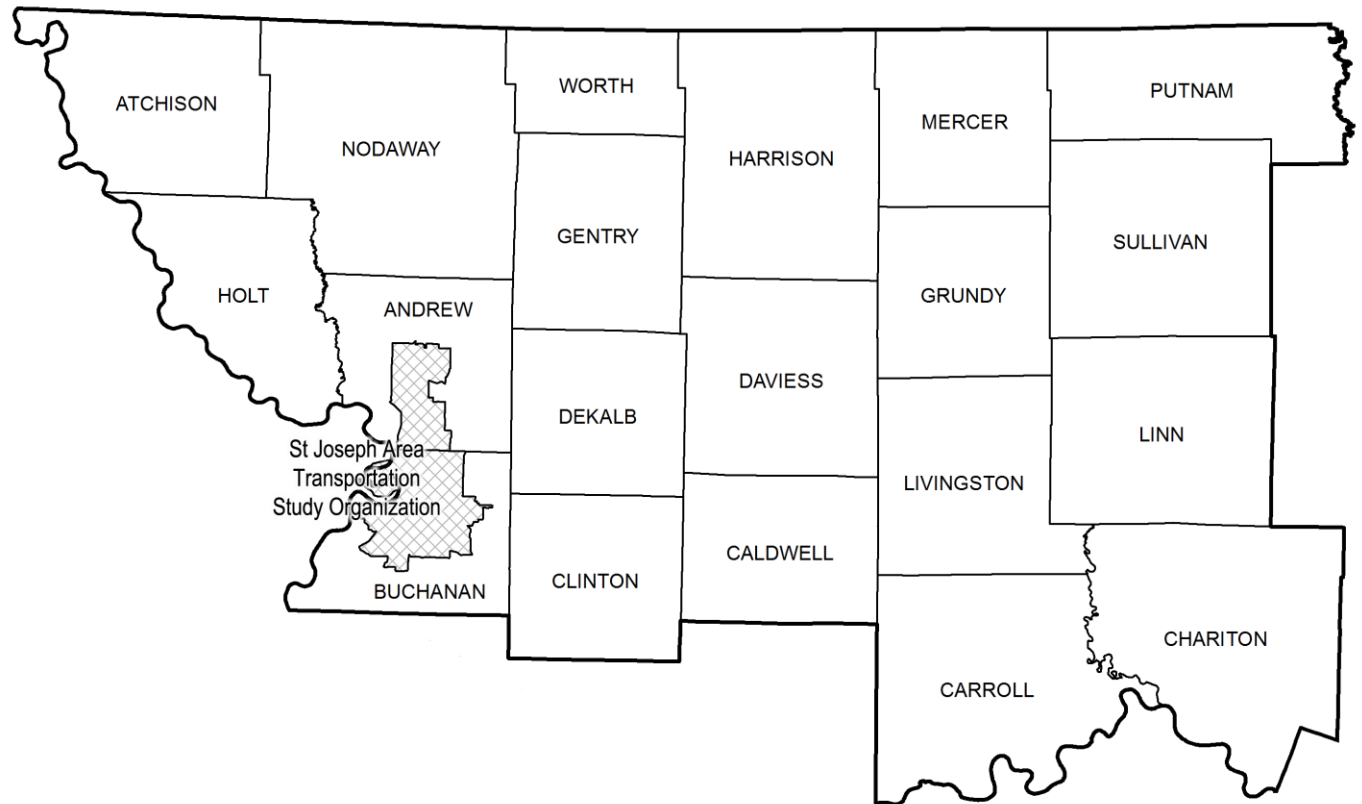 WORTH
PUTNAM
ATCHISON
MERCER
NODAWAY
HARRISON
GENTRY
SULLIVAN
HOLT
GRUNDY
ANDREW
DAVIESS
DEKALB
LINN
St Joseph Area
Transportation
Study Organization
LIVINGSTON
CALDWELL
CLINTON
BUCHANAN
CHARITON
CARROLL